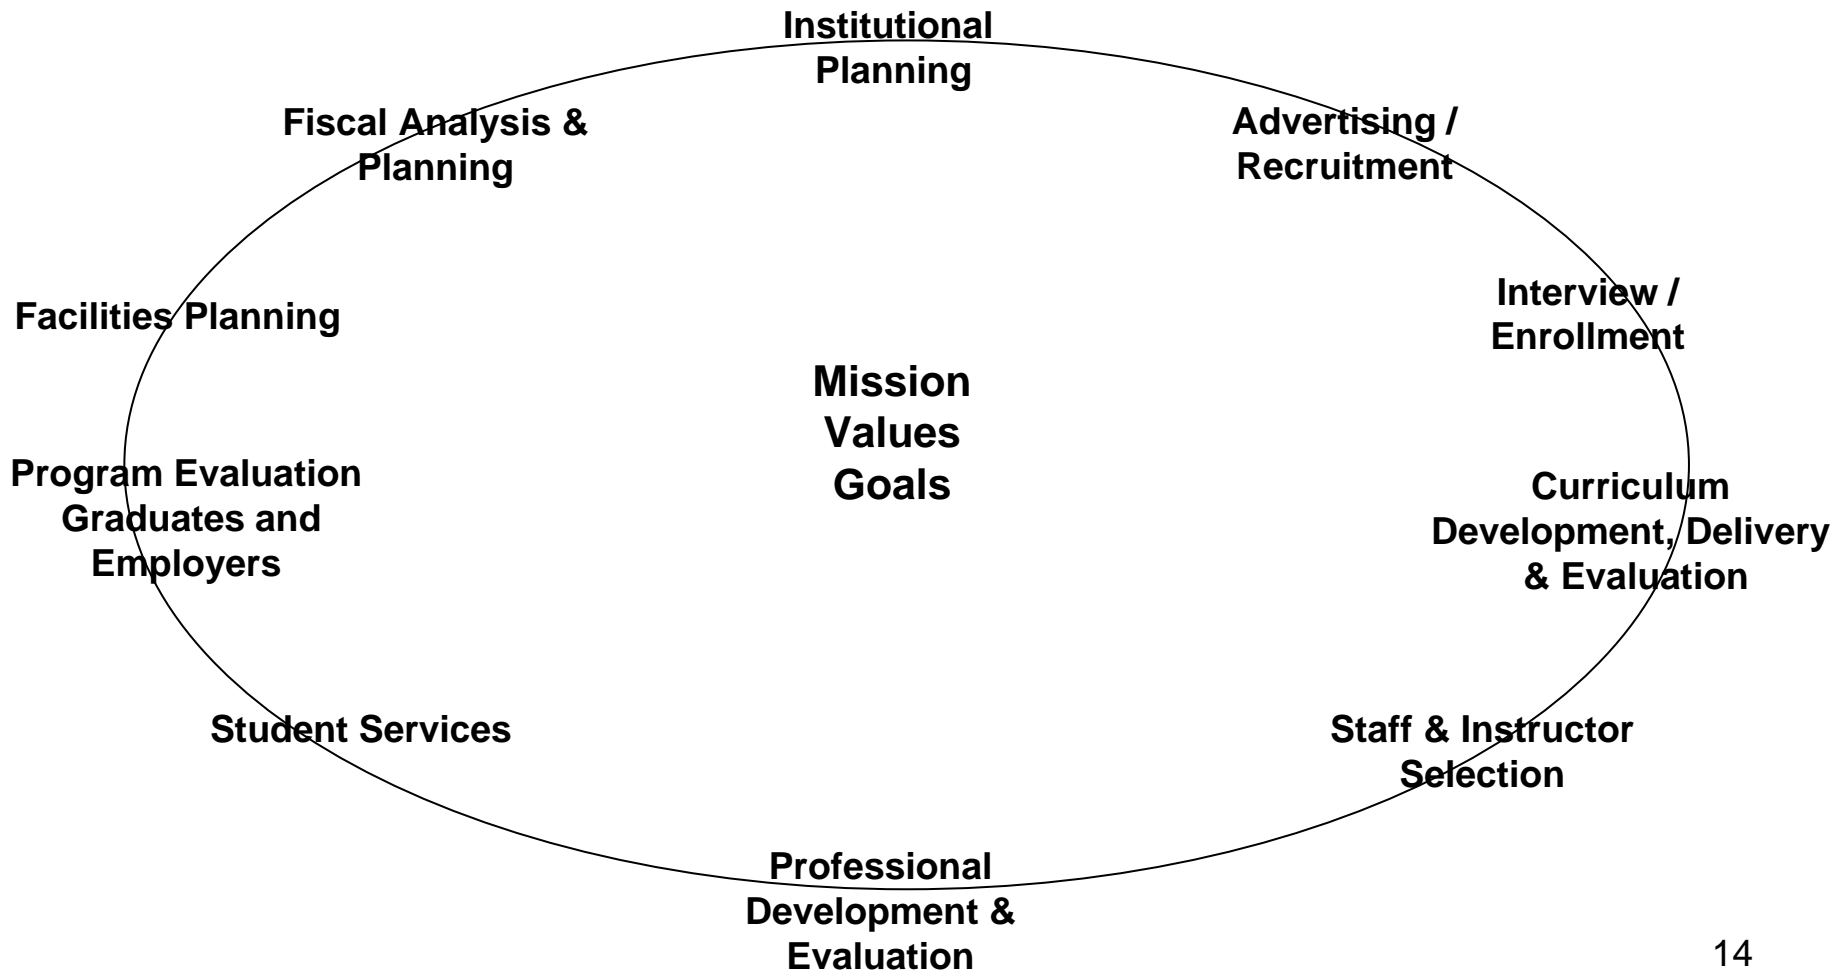 Institutional
Planning
Fiscal Analysis &
Planning
Advertising /
Recruitment
Facilities Planning
Interview /
Enrollment
Mission
Values
Goals
Program Evaluation
Graduates and
Employers
Curriculum
Development, Delivery
& Evaluation
Student Services
Staff & Instructor
Selection
Professional
Development &
Evaluation
14